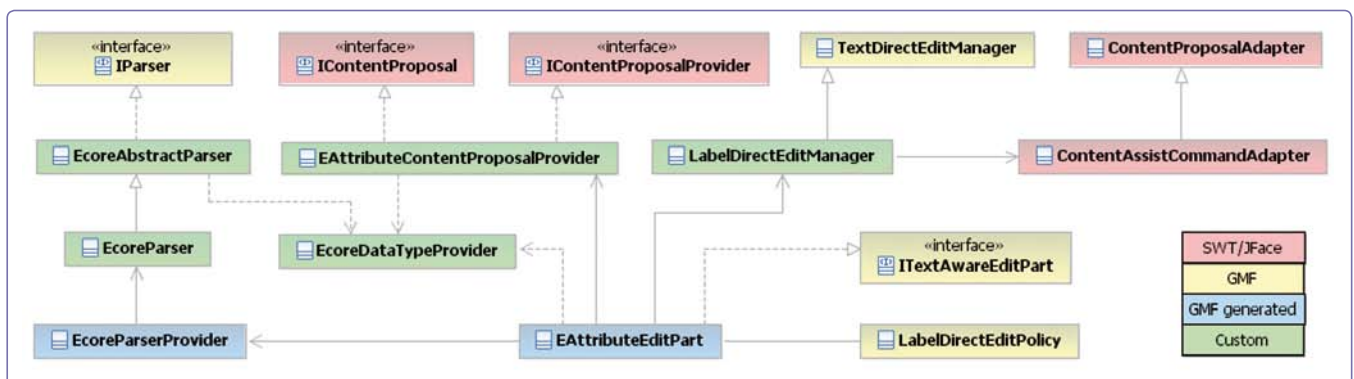 «interface»
IParser
«interface»
IContentProposal
«interface»
IContentProposalProvider
TextDirectEditManager
ContentProposalAdapter
EcoreAbstractParser
EAttributeContentProposalProvider
LabelDirectEditManager
ContentAssistCommandAdapter
EcoreParser
EcoreDataTypeProvider
«interface»
ITextAwareEditPart
EcoreParserProvider
EAttributeEditPart
LabelDirectEditPolicy
SWT/JFace
GMF
GMF generated
Custom